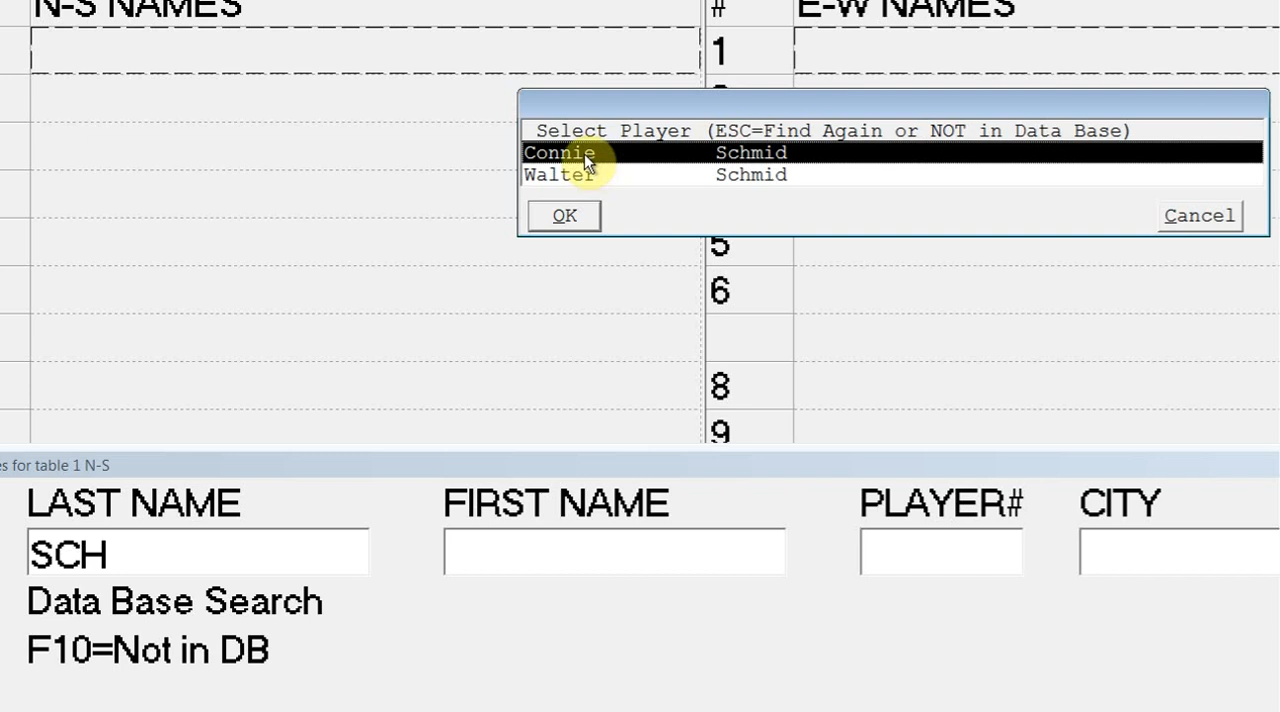 N-S NAMES # E-W NAMES
1
Select Player (ESC=Find Again or NOT in Data Base)
Connie Schmid
Walter Schmid
OK Cancel
5
6
8
9
es for table 1 N-S
LAST NAME FIRST NAME PLAYER# CITY
SCH
Data Base Search
F10=Not in DB